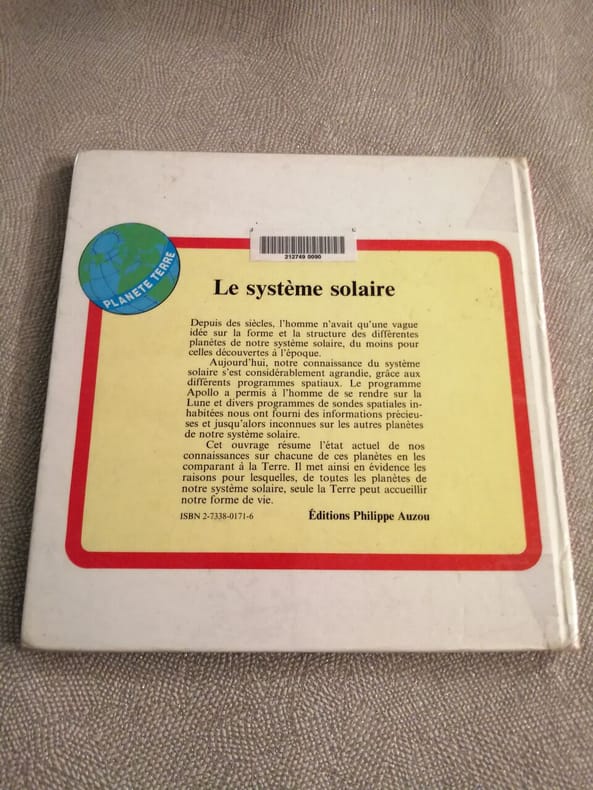 212749 0090
PLANETE TERRE
Le système solaire
Depuis des siècles, l'homme n'avait qu'une vague
idée sur la forme et la structure des différentes
planètes de notre système solaire, du moins pour
celles découvertes à l'époque.
Aujourd'hui, notre connaissance du système
solaire s'est considérablement agrandie, grâce aux
différents programmes spatiaux. Le programme
Apollo a permis à l'homme de se rendre sur la
Lune et divers programmes de sondes spatiales in-
habitées nous ont fourni des informations précieu-
ses et jusqu'alors inconnues sur les autres planètes
de notre système solaire.
Cet ouvrage résume l'état actuel de nos
connaissances sur chacune de ces planètes en les
comparant à la Terre. Il met ainsi en évidence les
raisons pour lesquelles, de toutes les planètes de
notre système solaire, seule la Terre peut accueillir
notre forme de vie.
ISBN 2-7338-0171-6
Éditions Philippe Auzou